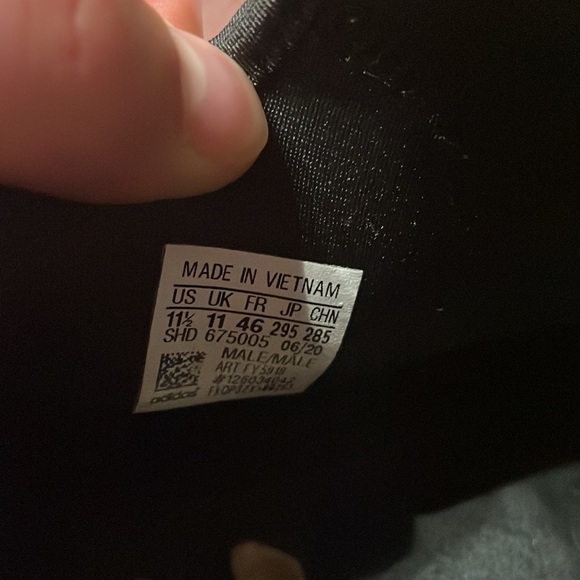 MADE IN VIETNAM
US UK FR JP CHN
11½ 11 46 295 285
SHD 675005 06/20
MALE/MALE
ART
adidas